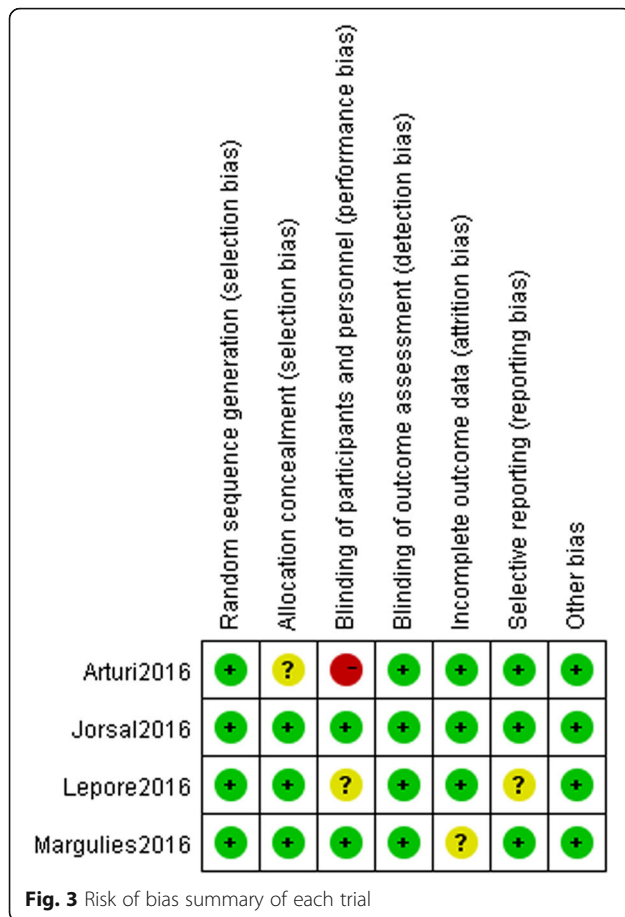 Random sequence generation (selection bias)
Allocation concealment (selection bias)
Blinding of participants and personnel (performance bias)
Blinding of outcome assessment (detection bias)
Incomplete outcome data (attrition bias)
Selective reporting (reporting bias)
Other bias
Arturi2016 + ? - + + + +
Jorsal2016 + + + + + + +
Lepore2016 + + ? + + ? +
Margulies2016 + + + + ? + +
Fig. 3 Risk of bias summary of each trial